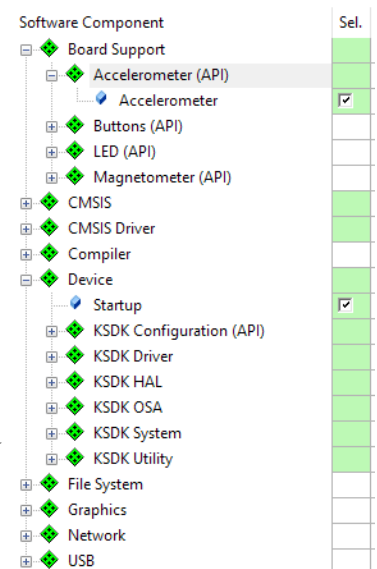 Software Component Sel.
Board Support
Accelerometer (API)
Accelerometer
Buttons (API)
LED (API)
Magnetometer (API)
CMSIS
CMSIS Driver
Compiler
Device
Startup
KSDK Configuration (API)
KSDK Driver
KSDK HAL
KSDK OSA
KSDK System
KSDK Utility
File System
Graphics
Network
USB